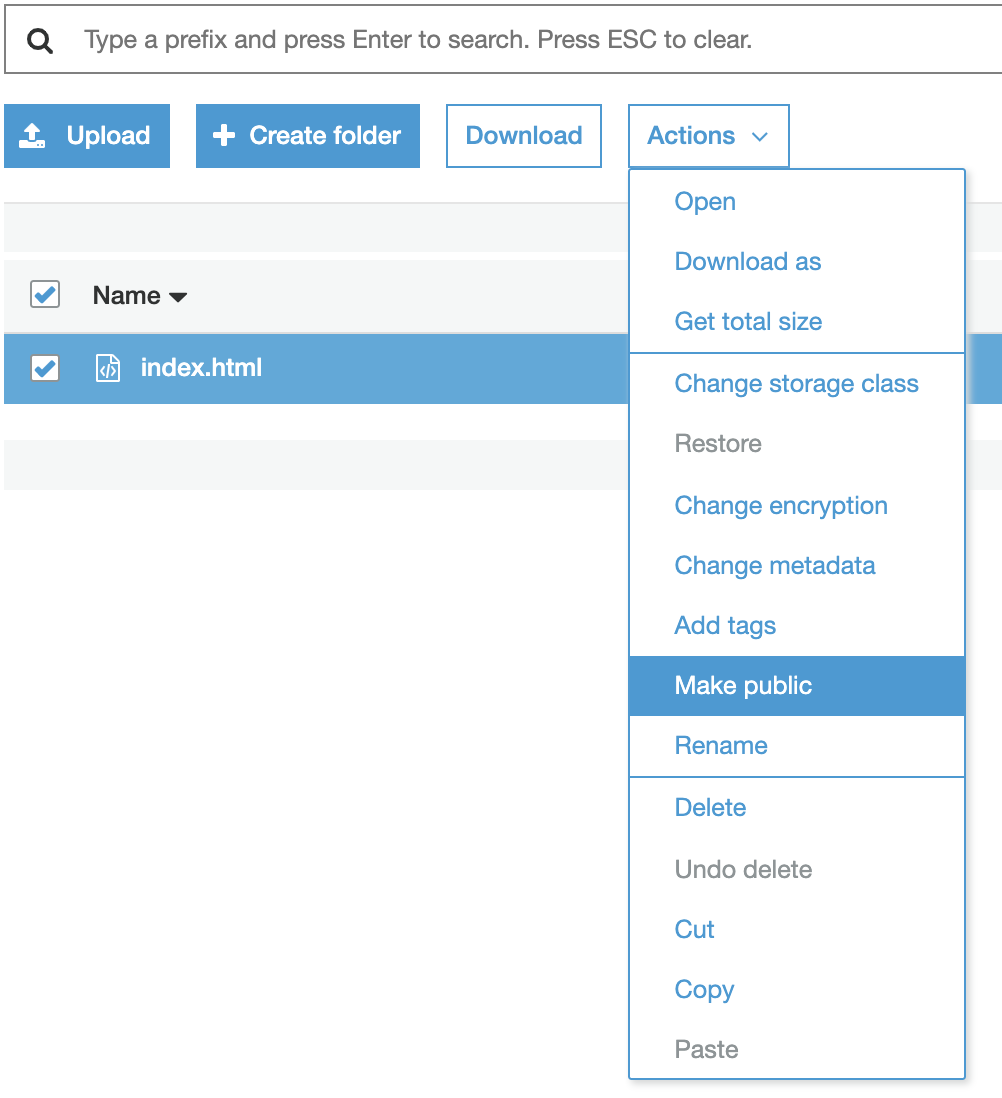 Type a prefix and press Enter to search. Press ESC to clear.
Upload
Create folder
Download
Actions
Open
Download as
Get total size
Name
Change storage class
index.html
Restore
Change encryption
Change metadata
Add tags
Make public
Rename
Delete
Undo delete
Cut
Copy
Paste